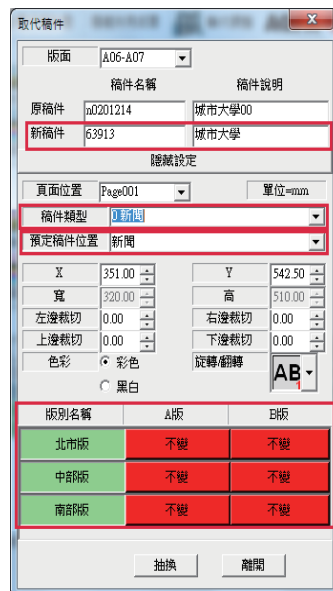 取代稿件
版面 A06-A07
稿件名稱 稿件說明
原稿件 n0201214 城市大學00
新稿件 63913 城市大學
隱藏設定
頁面位置 Page001 單位=mm
稿件類型 0新聞
預定稿件位置 新聞
X 351.00 Y 542.50
寬 320.00 高 510.00
左邊裁切 0.00 右邊裁切 0.00
上邊裁切 0.00 下邊裁切 0.00
色彩 彩色 旋轉/翻轉 AB 1
黑白
版別名稱 A版 B版
北市版 不變 不變
中部版 不變 不變
南部版 不變 不變
抽換 離開